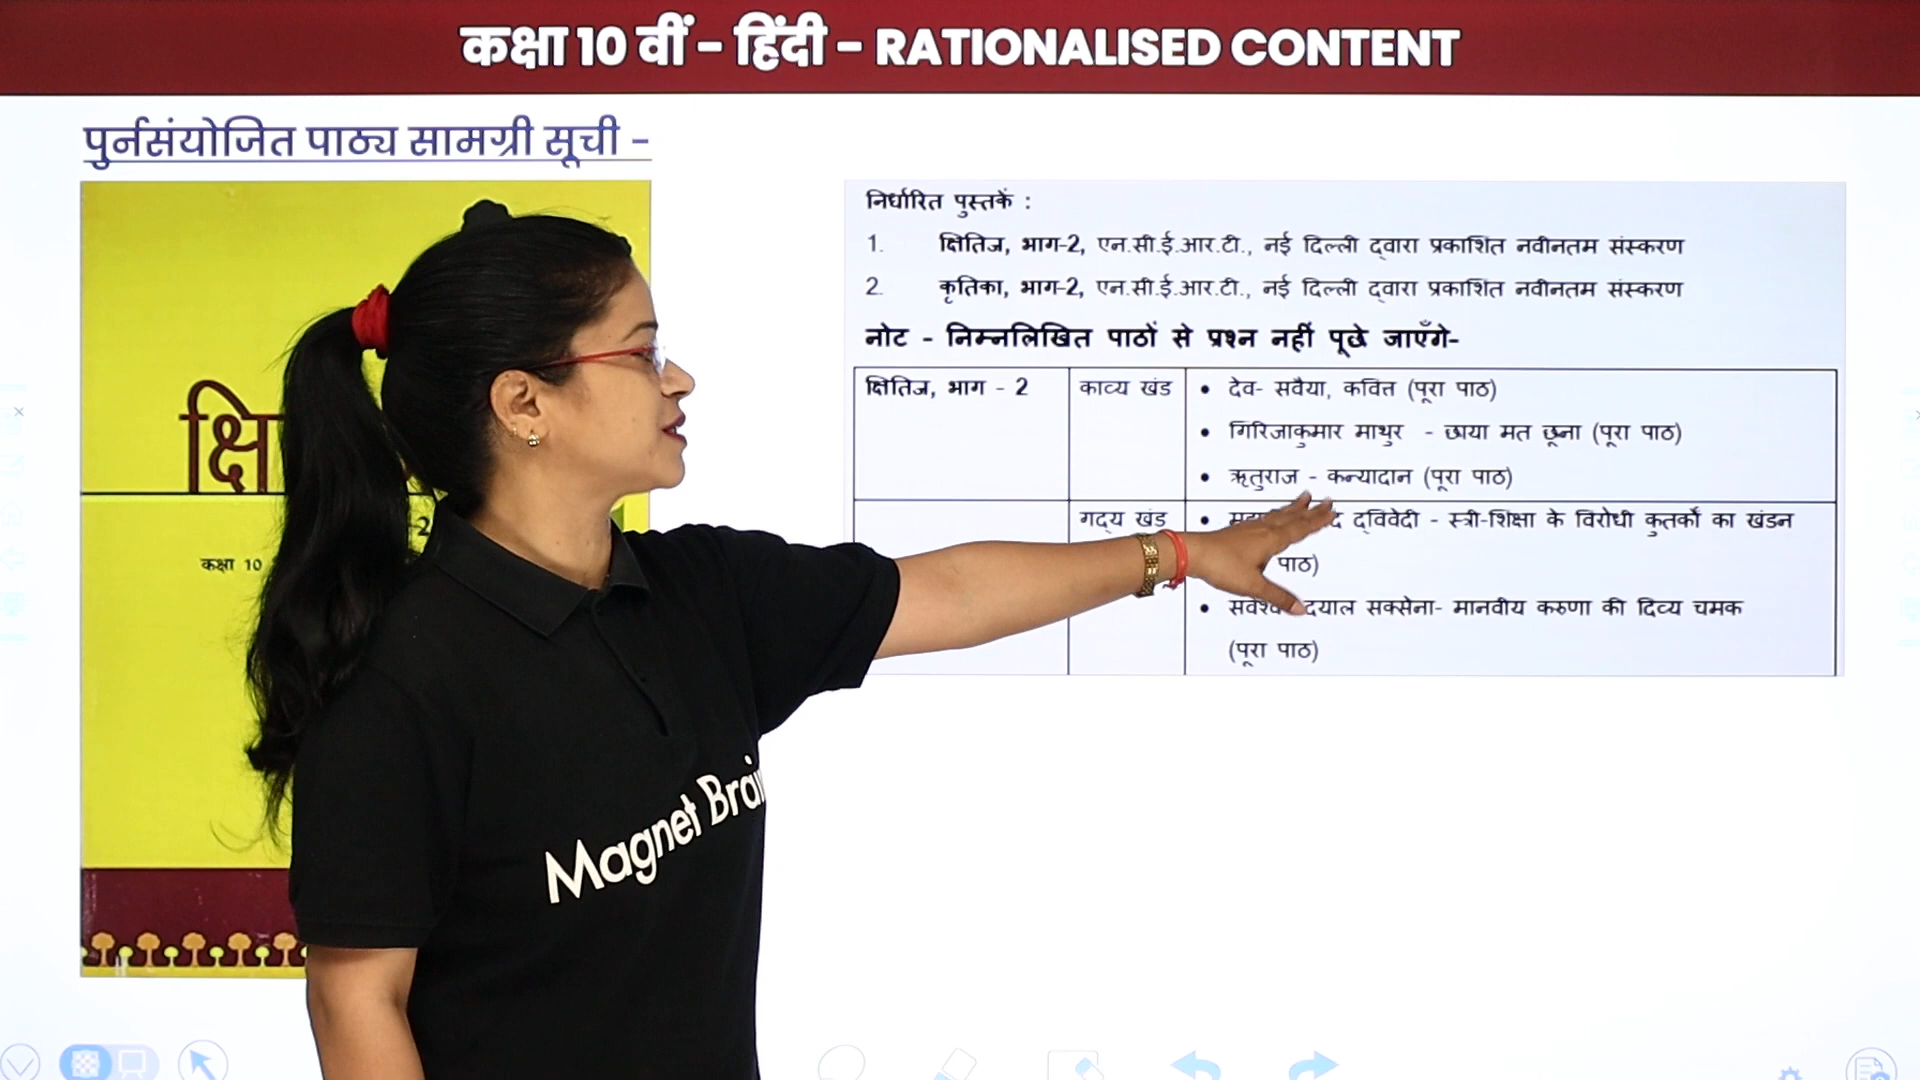 कक्षा 10 वीं - हिंदी - RATIONALISED CONTENT
पुर्नसंयोजित पाठ्य सामग्री सूची -
क्षि
2
कक्षा 10
निर्धारित पुस्तकें :
1. क्षितिज, भाग-2, एन.सी.ई.आर.टी., नई दिल्ली द्वारा प्रकाशित नवीनतम संस्करण
2. कृतिका, भाग-2, एन.सी.ई.आर.टी., नई दिल्ली द्वारा प्रकाशित नवीनतम संस्करण
नोट - निम्नलिखित पाठों से प्रश्न नहीं पूछे जाएँगे-
क्षितिज, भाग - 2 काव्य खंड • देव- सवैया, कवित्त (पूरा पाठ)
• गिरिजाकुमार माथुर - छाया मत छूना (पूरा पाठ)
• ऋतुराज - कन्यादान (पूरा पाठ)
गद्य खंड • द्विवेदी - स्त्री-शिक्षा के विरोधी कुतर्कों का खंडन
पाठ)
• दयाल सक्सेना- मानवीय करुणा की दिव्य चमक
(पूरा पाठ)
Magnet Brai